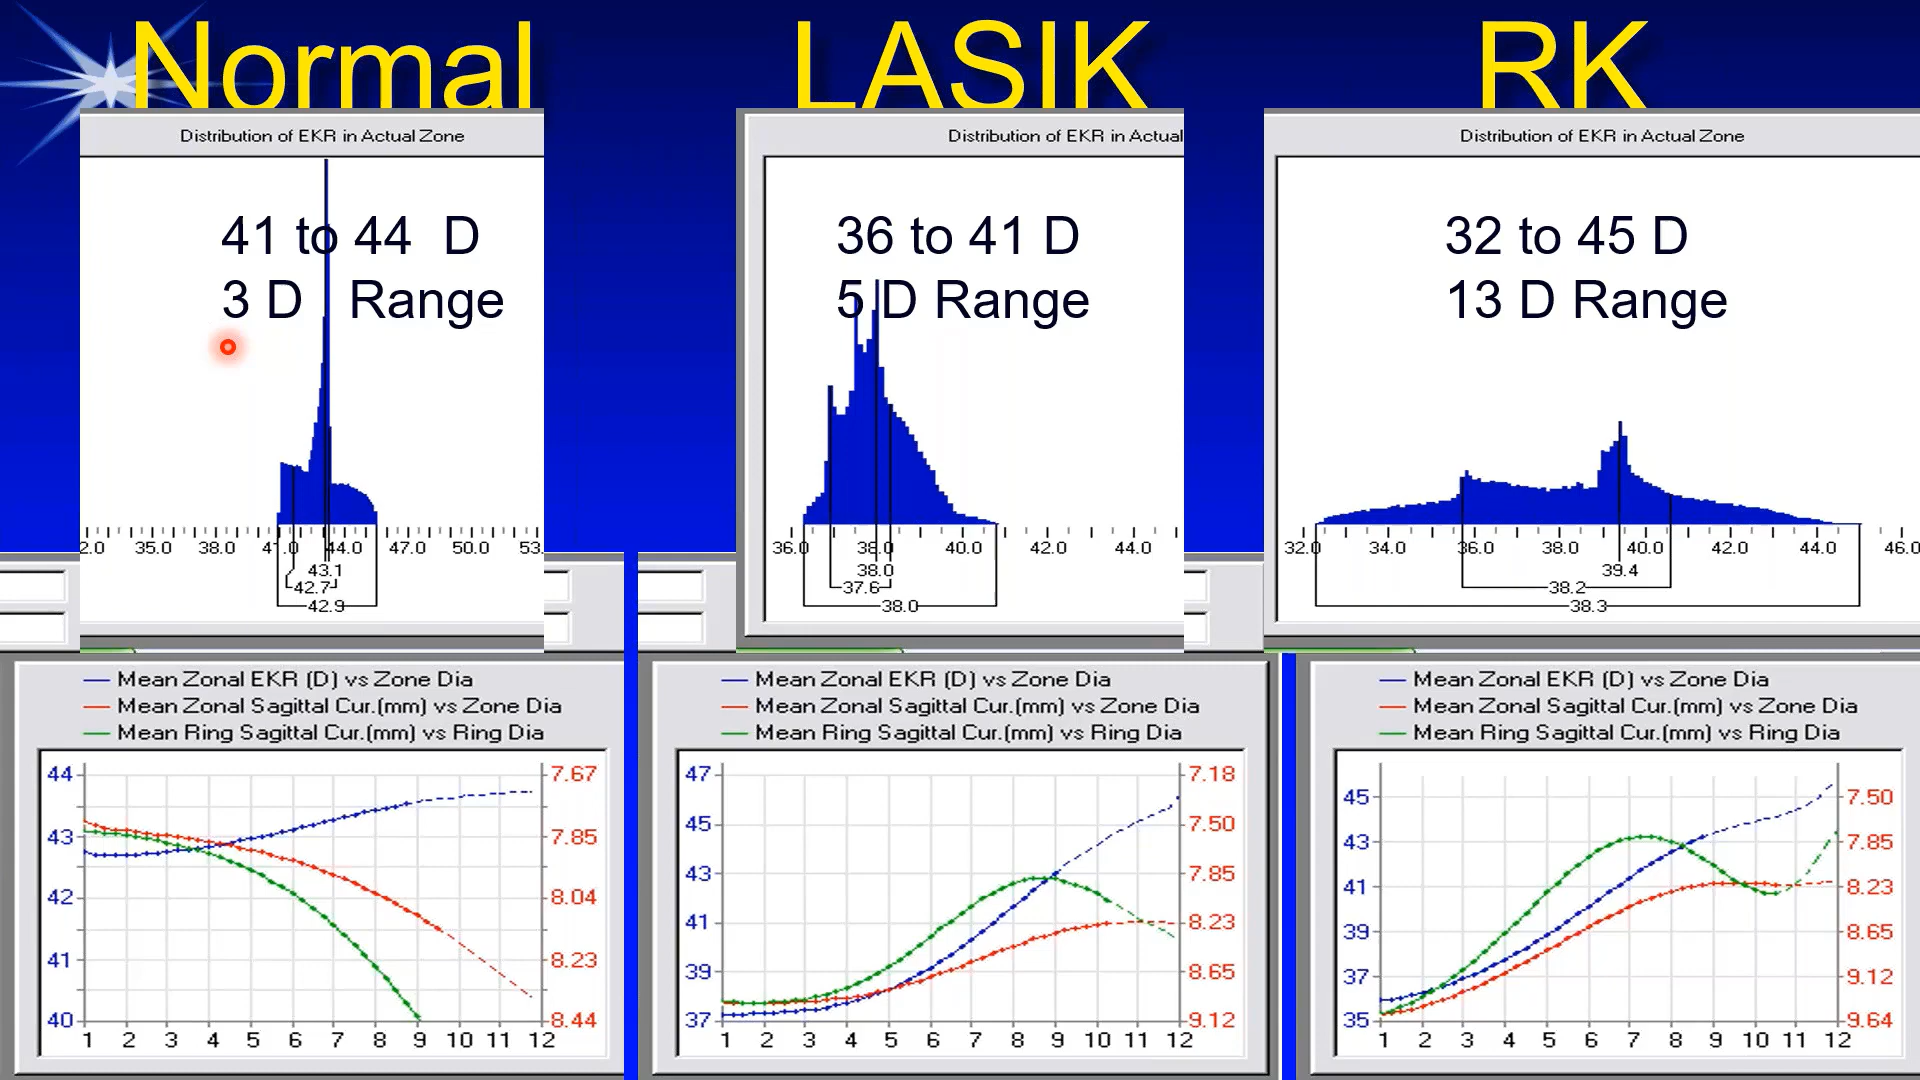 Normal
LASIK
RK
Distribution of EKR in Actual Zone
41 to 44 D
3 D Range
2.0 35.0 38.0 41.0 44.0 47.0 50.0 53.
43.1
42.7
42.9
Distribution of EKR in Actual
36 to 41 D
5 D Range
36.0 38.0 40.0 42.0 44.0
38.0
37.6
38.0
Distribution of EKR in Actual Zone
32 to 45 D
13 D Range
32.0 34.0 36.0 38.0 40.0 42.0 44.0 46.0
39.4
38.2
38.3
Mean Zonal EKR (D) vs Zone Dia
Mean Zonal Sagittal Cur.(mm) vs Zone Dia
Mean Ring Sagittal Cur.(mm) vs Ring Dia
44 7.67
43 7.85
42 8.04
41 8.23
40 8.44
1 2 3 4 5 6 7 8 9 10 11 12
Mean Zonal EKR (D) vs Zone Dia
Mean Zonal Sagittal Cur.(mm) vs Zone Dia
Mean Ring Sagittal Cur.(mm) vs Ring Dia
47 7.18
45 7.50
43 7.85
41 8.23
39 8.65
37 9.12
1 2 3 4 5 6 7 8 9 10 11 12
Mean Zonal EKR (D) vs Zone Dia
Mean Zonal Sagittal Cur.(mm) vs Zone Dia
Mean Ring Sagittal Cur.(mm) vs Ring Dia
45 7.50
43 7.85
41 8.23
39 8.65
37 9.12
35 9.64
1 2 3 4 5 6 7 8 9 10 11 12